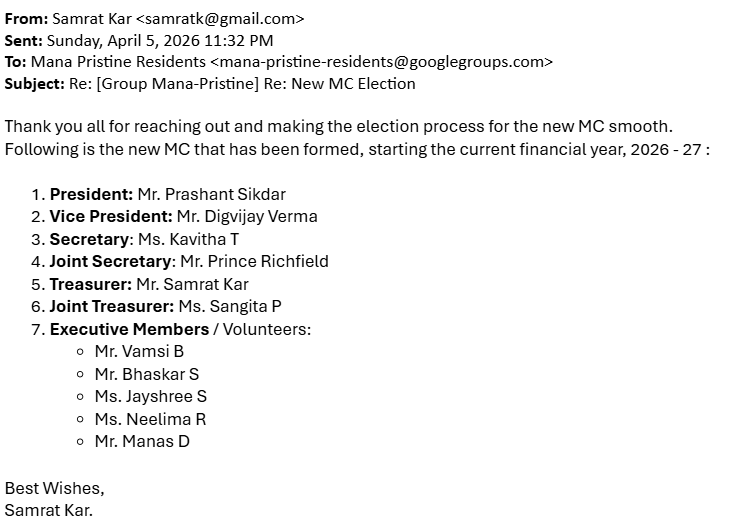 From: Samrat Kar <samratk@gmail.com>
Sent: Sunday, April 5, 2026 11:32 PM
To: Mana Pristine Residents <mana-pristine-residents@googlegroups.com>
Subject: Re: [Group Mana-Pristine] Re: New MC Election
Thank you all for reaching out and making the election process for the new MC smooth.
Following is the new MC that has been formed, starting the current financial year, 2026 - 27 :
1. President: Mr. Prashant Sikdar
2. Vice President: Mr. Digvijay Verma
3. Secretary: Ms. Kavitha T
4. Joint Secretary: Mr. Prince Richfield
5. Treasurer: Mr. Samrat Kar
6. Joint Treasurer: Ms. Sangita P
7. Executive Members / Volunteers:
○ Mr. Vamsi B
○ Mr. Bhaskar S
○ Ms. Jayshree S
○ Ms. Neelima R
○ Mr. Manas D
Best Wishes,
Samrat Kar.